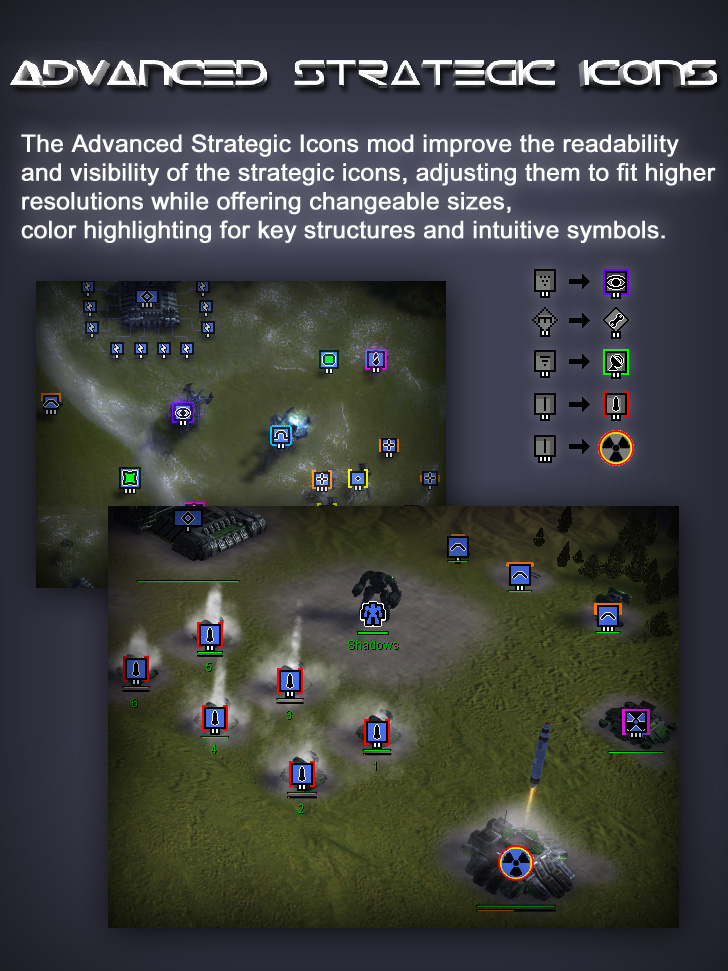 ADVANCED STRATEGIC ICONS
The Advanced Strategic Icons mod improve the readability
and visibility of the strategic icons, adjusting them to fit higher
resolutions while offering changeable sizes,
color highlighting for key structures and intuitive symbols.
Shadows
5
6
3
4
1
2